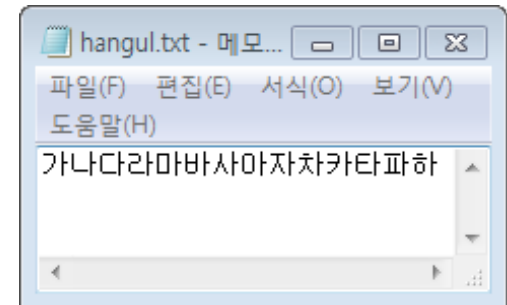 hangul.txt - 메모...
파일(F) 편집(E) 서식(O) 보기(V)
도움말(H)
가나다라마바사아자차카타파하